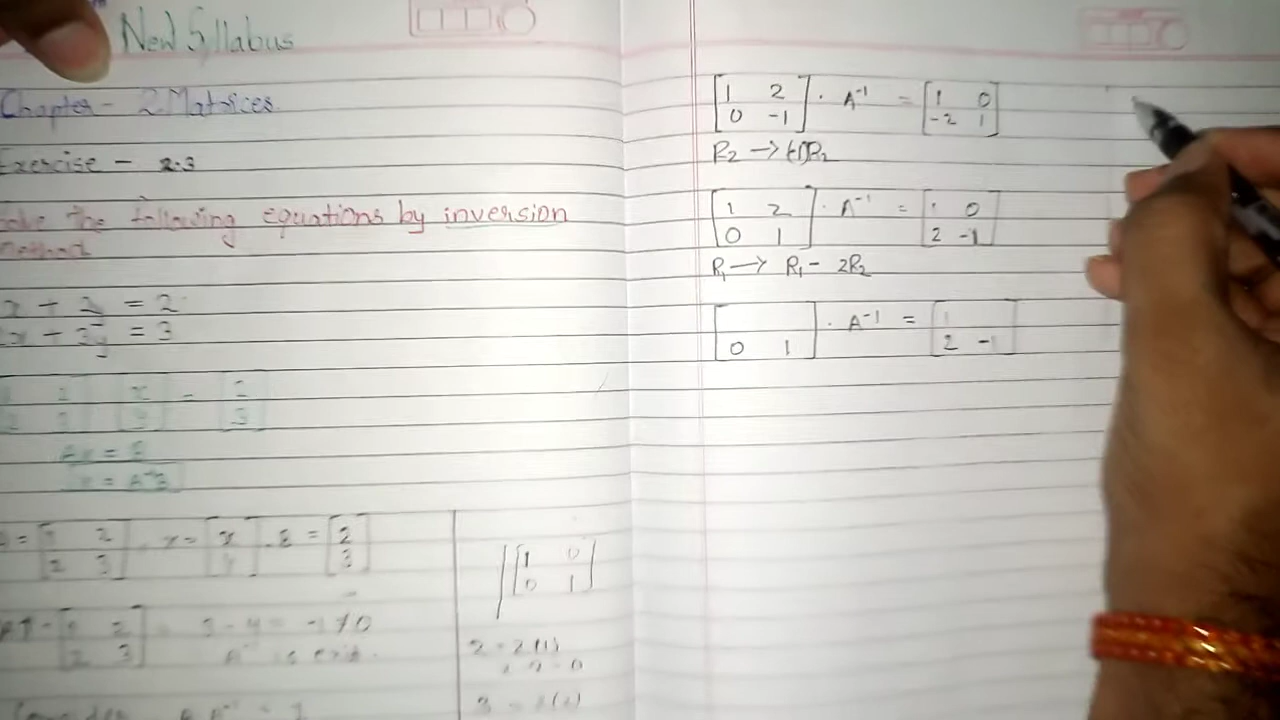 New Syllabus
Chapter - 2 Matrices
Exercise - 2.3
the following equations by inversion
method
x + 2y = 2
2x + 3y = 3
AX = B
X = A⁻¹B
A = [1 2; 2 3] X = [x; y] B = [2; 3]
[1 2; 2 3] 3 - 4 = -1 ≠ 0
A⁻¹ is exist.
[1 0; 0 1]
2 - 2(1)
2 - 2 = 0
[1 2; 0 -1] · A⁻¹ = [1 0; -2 1]
R₂ → (-1)R₂
[1 2; 0 1] · A⁻¹ = [1 0; 2 -1]
R₁ → R₁ - 2R₂
[0 1] · A⁻¹ = [2 -1]